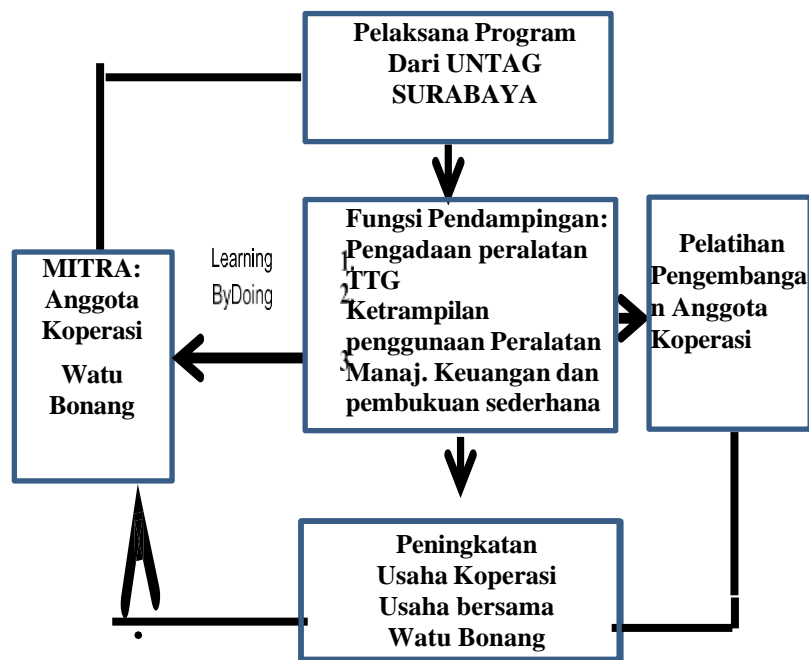 Pelaksana Program
Dari UNTAG
SURABAYA
Fungsi Pendampingan:
1. Pengadaan peralatan
TTG
2. Ketrampilan
penggunaan Peralatan
3. Manaj. Keuangan dan
pembukuan sederhana
Pelatihan
Pengembanga
n Anggota
Koperasi
Learning
ByDoing
MITRA:
Anggota
Koperasi
Watu
Bonang
Peningkatan
Usaha Koperasi
Usaha bersama
Watu Bonang